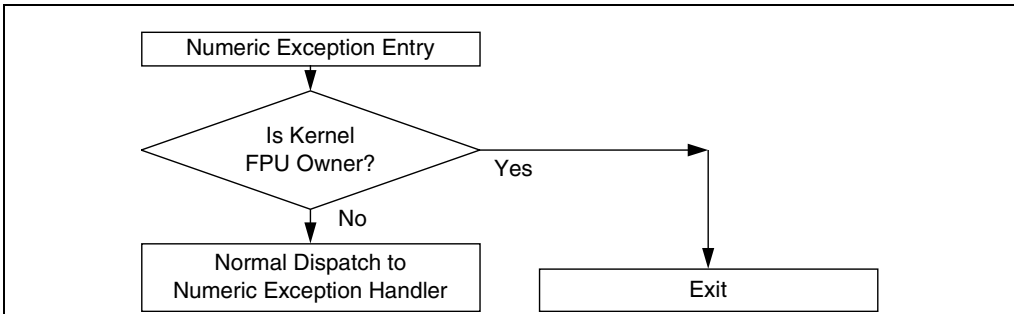 Numeric Exception Entry
Is Kernel
FPU Owner?
Yes
No
Normal Dispatch to
Numeric Exception Handler
Exit